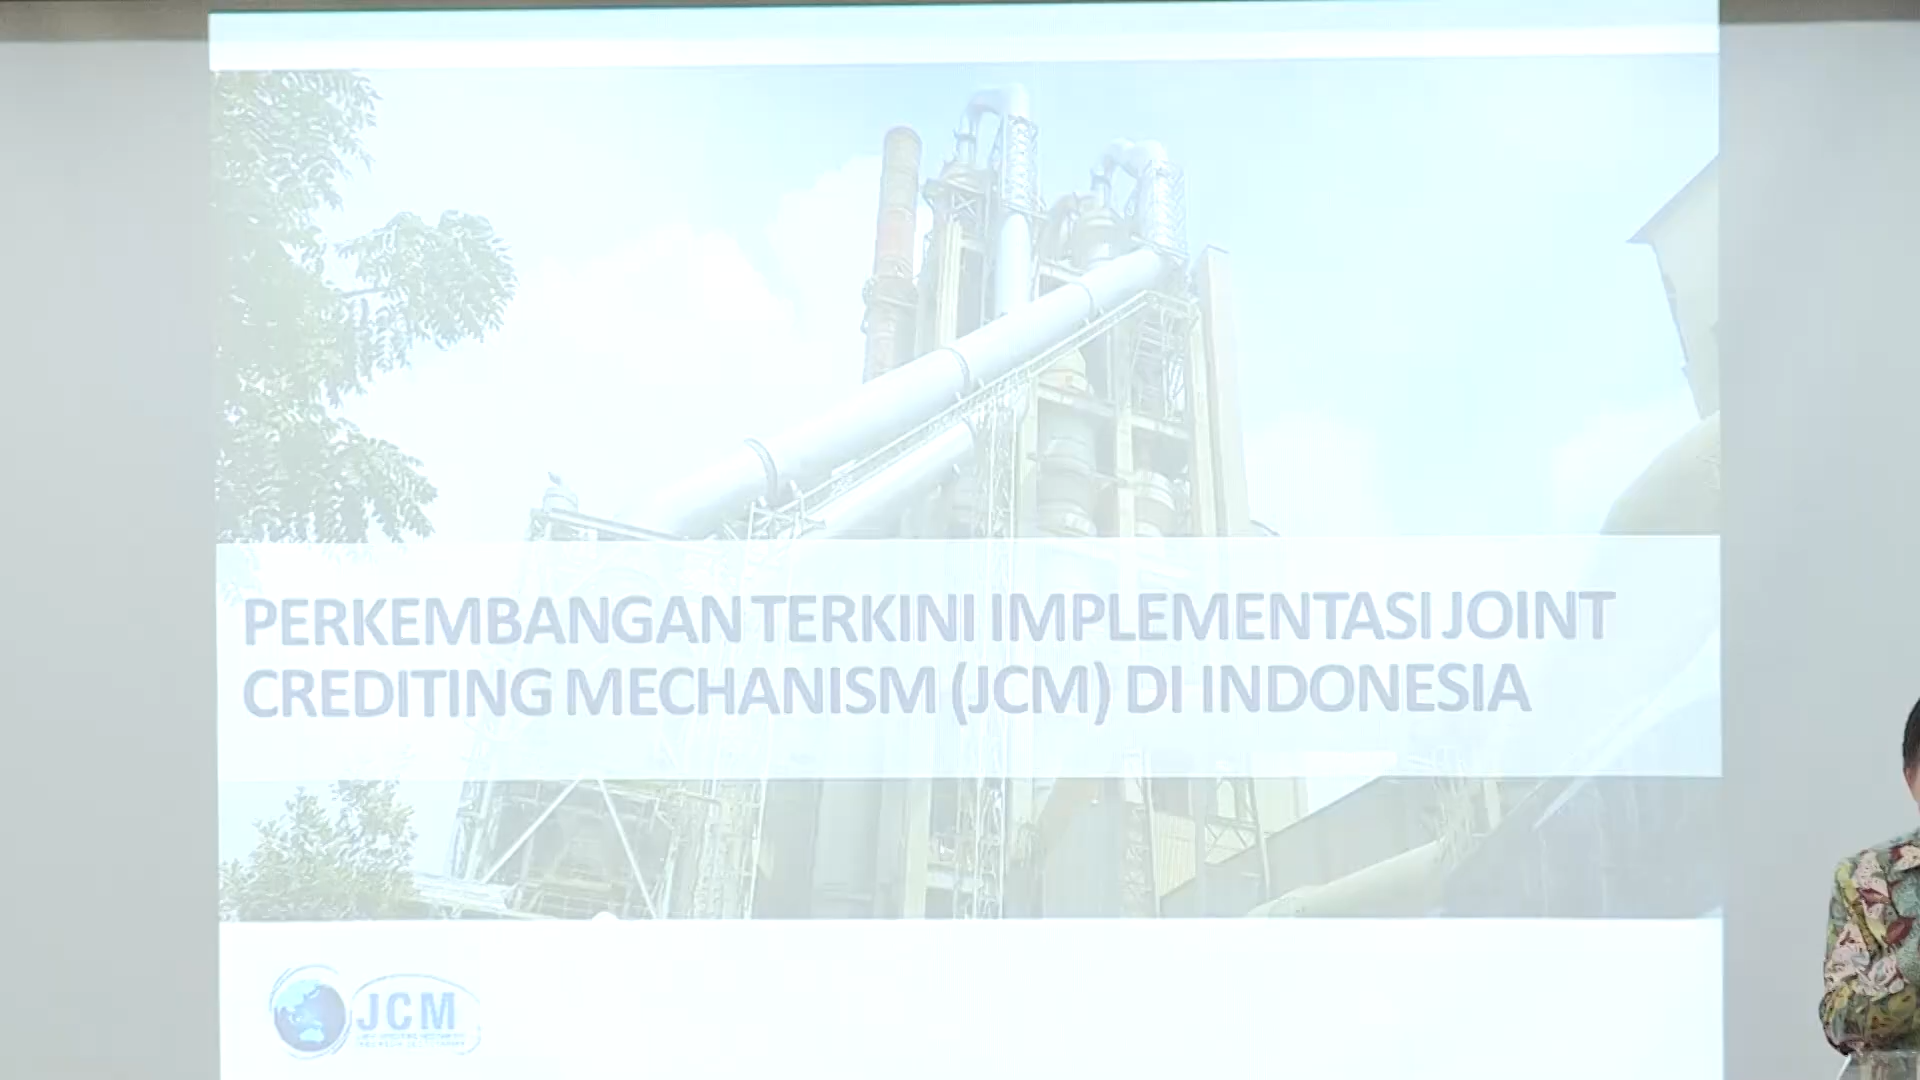 PERKEMBANGAN TERKINI IMPLEMENTASI JOINT
CREDITING MECHANISM (JCM) DI INDONESIA
JCM